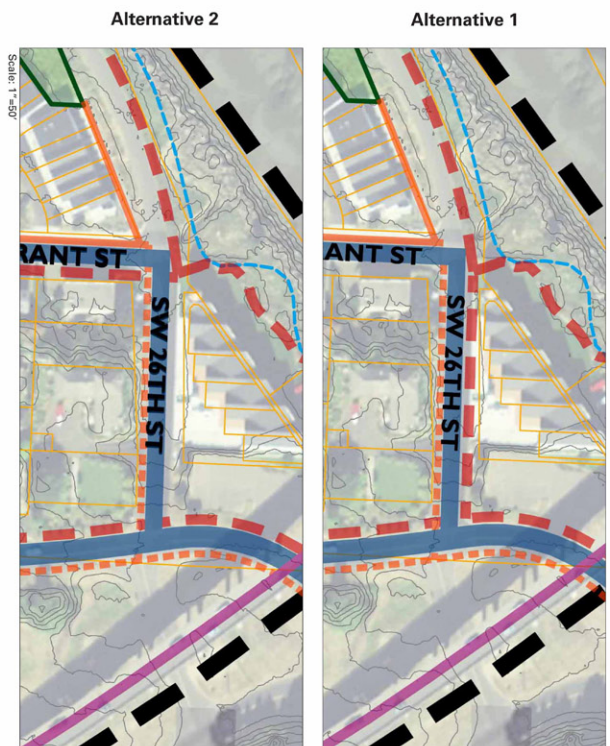 Alternative 2
Alternative 1
Scale: 1"=50'
RANT ST
SW 26TH ST
ANT ST
SW 26TH ST